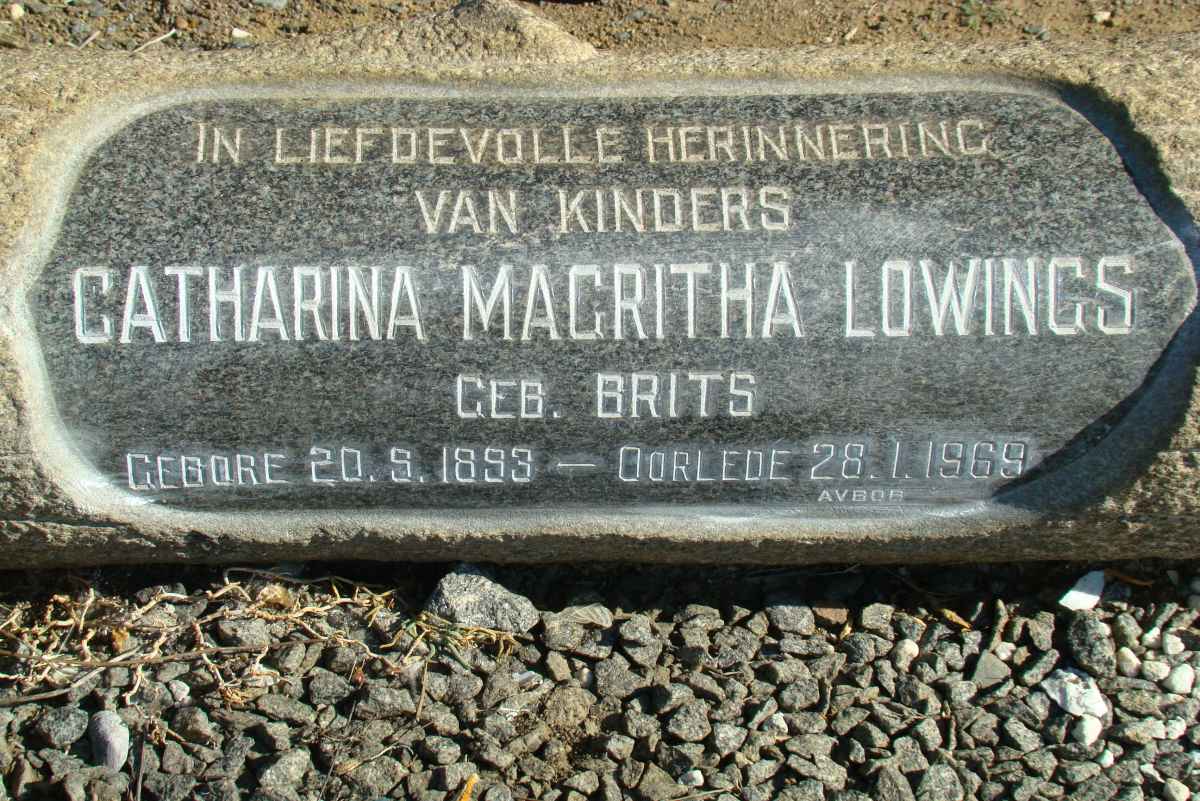 IN LIEFDEVOLLE HERINNERING
VAN KINDERS
CATHARINA MAGRITHA LOWINGS
GEB. BRITS
GEBORE 20.9.1893 — OORLEDE 28.1.1969
AVBOB